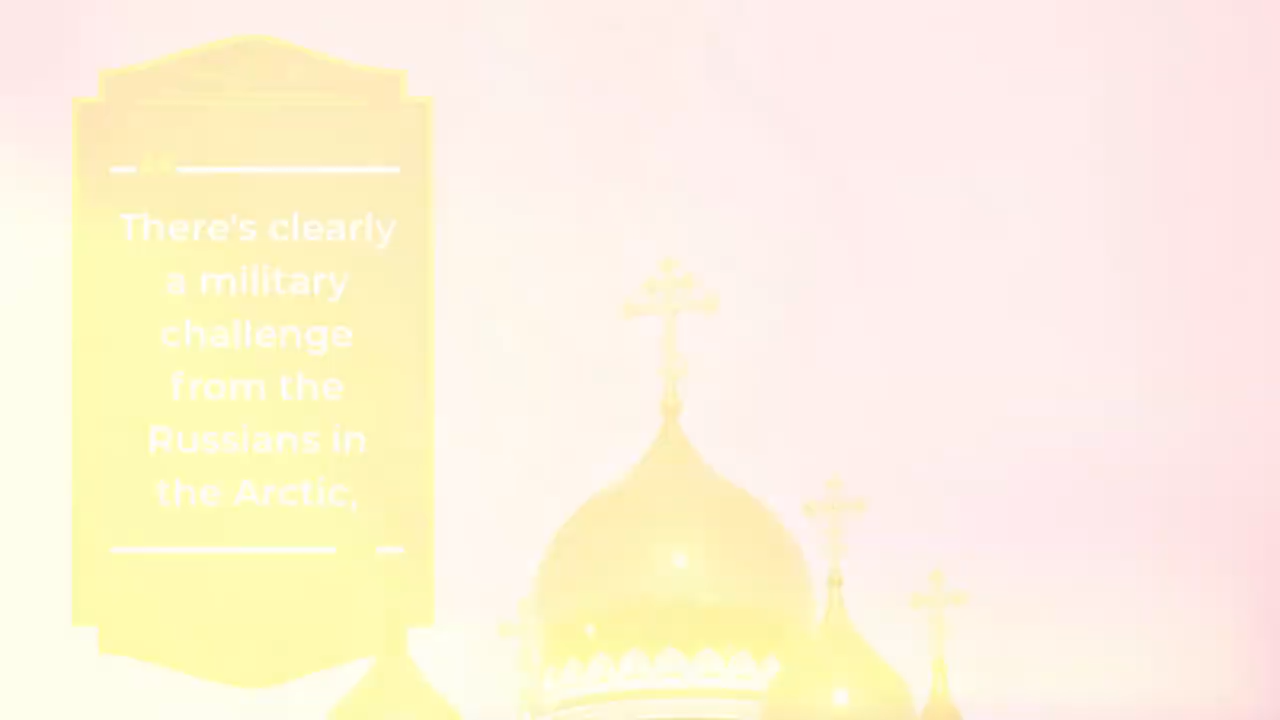 There's clearly
a military
challenge
from the
Russians in
the Arctic,